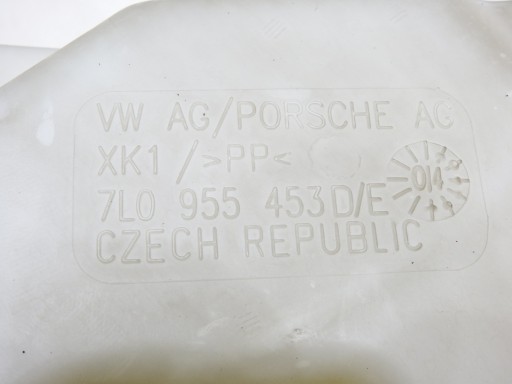 VW AG/PORSCHE AG
XK1 />PP<
7L0 955 453D/E
014
CZECH REPUBLIC